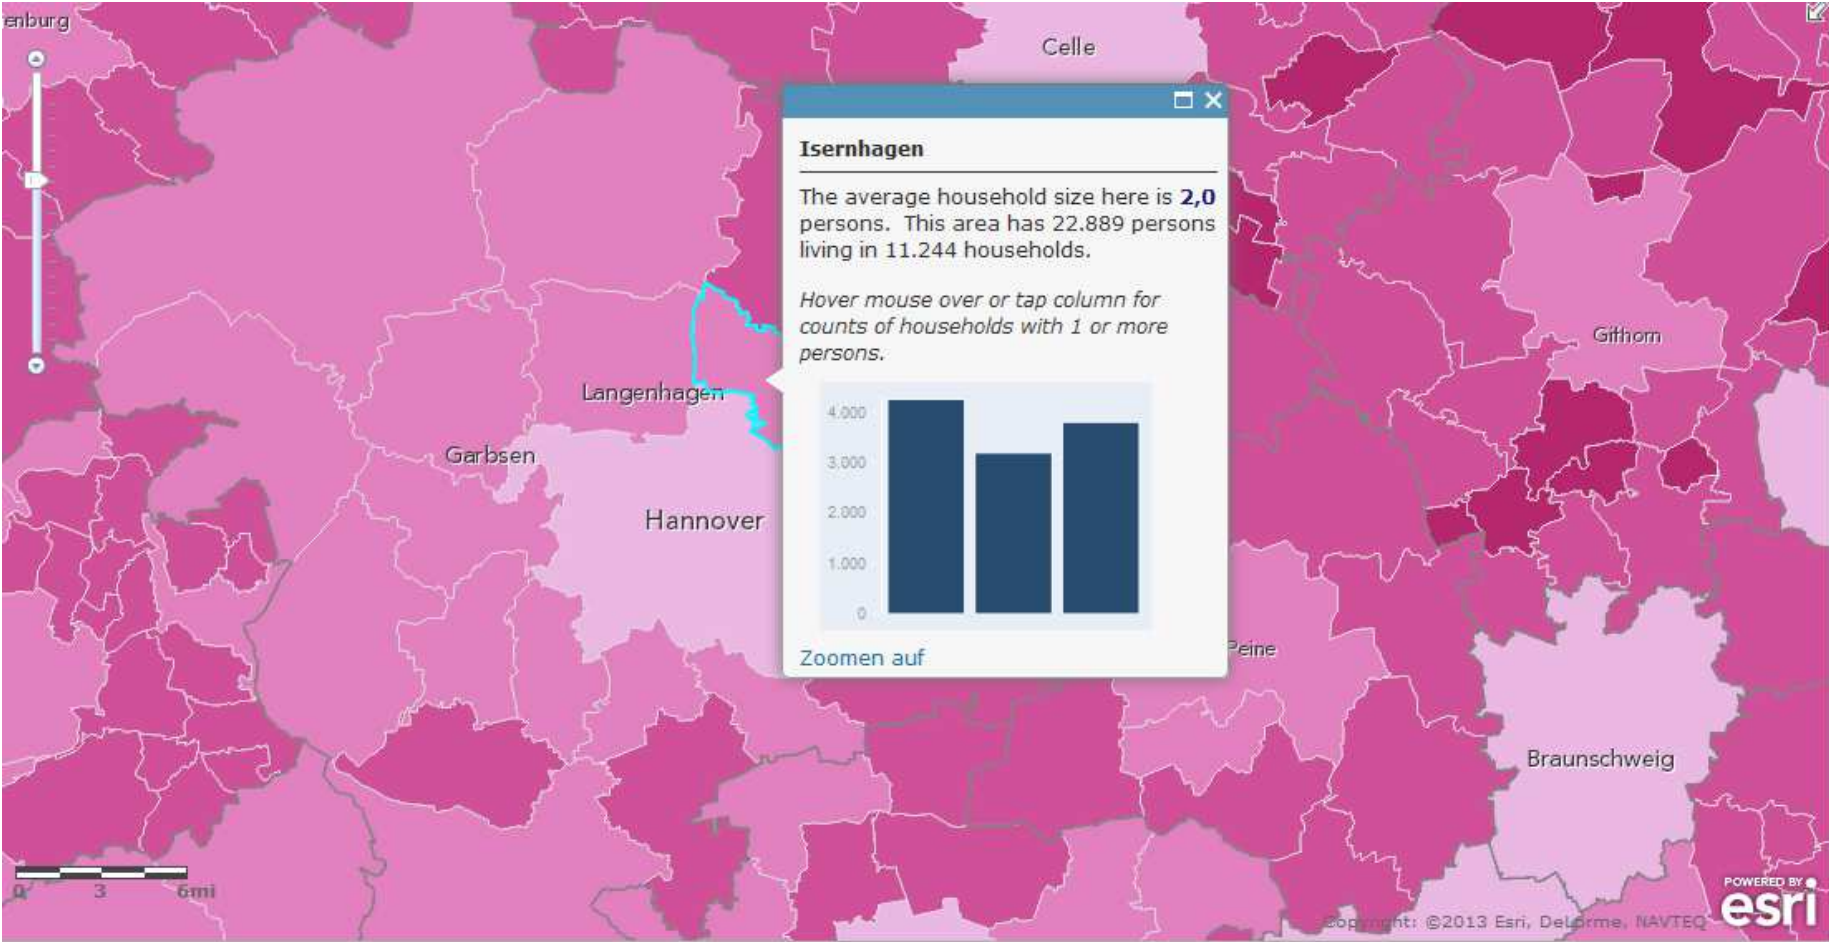 enburg
Celle
Isernhagen
The average household size here is 2,0
persons. This area has 22.889 persons
living in 11.244 households.
Hover mouse over or tap column for
counts of households with 1 or more
persons.
Gifhorn
Langenhagen
4.000
Garbsen
3.000
Hannover
2.000
1.000
0
Zoomen auf
Peine
Braunschweig
0 3 6mi
POWERED BY
esri
Copyright: ©2013 Esri, DeLorme, NAVTEQ